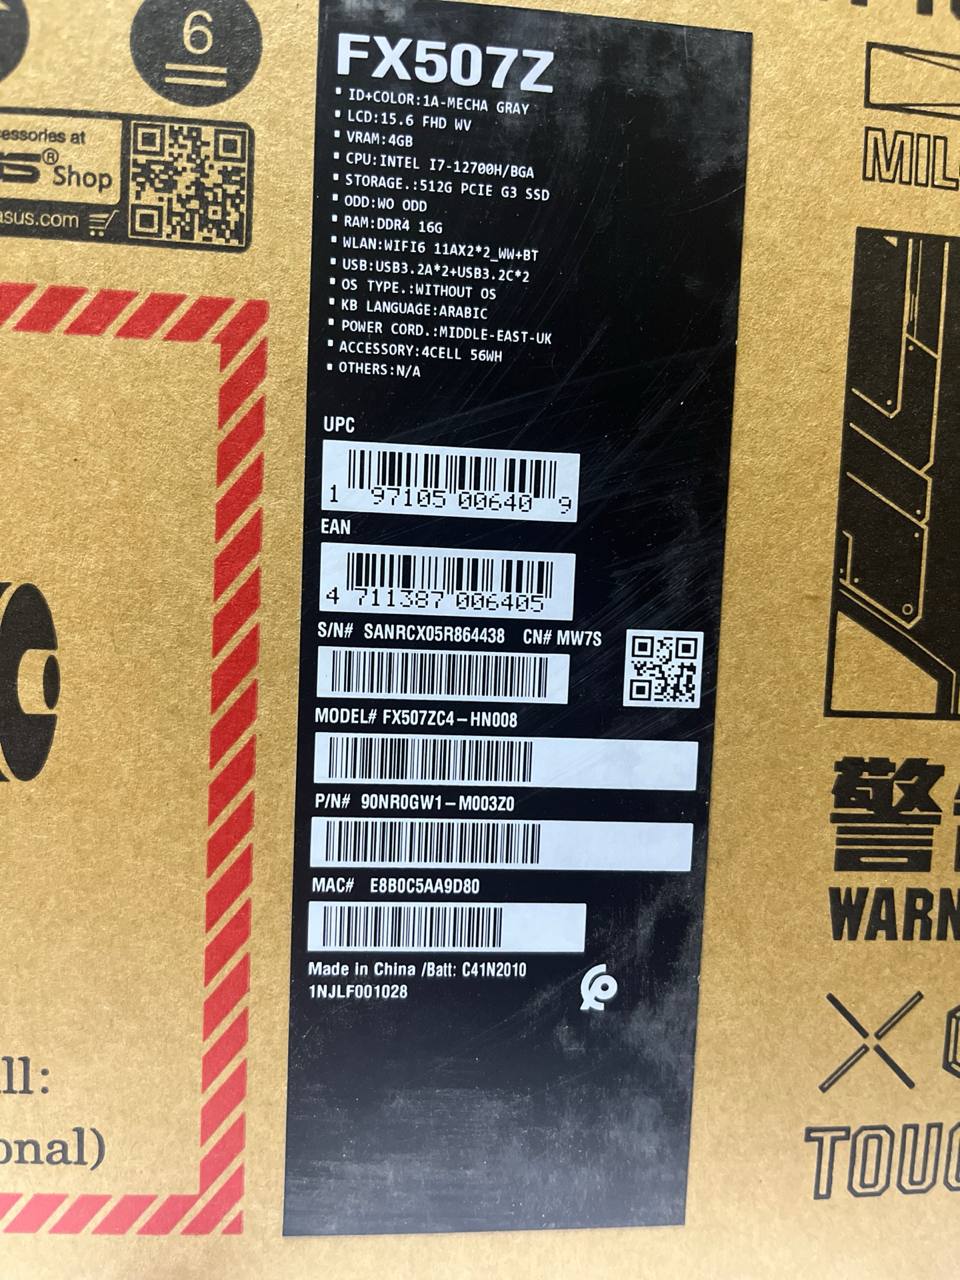 6
essories at
S® Shop
asus.com
FX507Z
▪ ID+COLOR:1A-MECHA GRAY
▪ LCD:15.6 FHD WV
▪ VRAM:4GB
▪ CPU:INTEL I7-12700H/BGA
▪ STORAGE.:512G PCIE G3 SSD
▪ ODD:WO ODD
▪ RAM:DDR4 16G
▪ WLAN:WIFI6 11AX2*2_WW+BT
▪ USB:USB3.2A*2+USB3.2C*2
▪ OS TYPE.:WITHOUT OS
▪ KB LANGUAGE:ARABIC
▪ POWER CORD.:MIDDLE-EAST-UK
▪ ACCESSORY:4CELL 56WH
▪ OTHERS:N/A
UPC
1 97105 00640 9
EAN
4 711387 006405
S/N# SANRCX05R864438 CN# MW7S
MODEL# FX507ZC4-HN008
P/N# 90NR0GW1-M003Z0
MAC# E8B0C5AA9D80
Made in China /Batt: C41N2010
1NJLF001028
ll:
onal)
MIL
警
WARN
TOUG